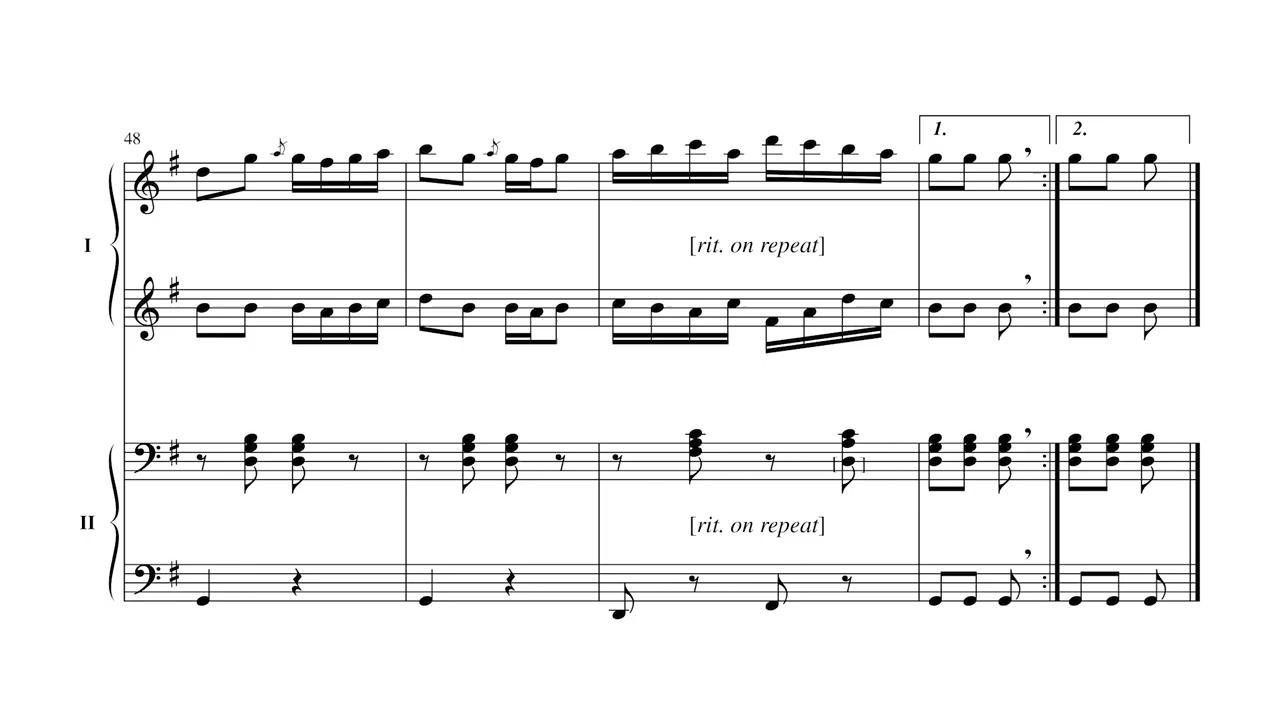 48
1.
2.
I
[rit. on repeat]
II
[rit. on repeat]